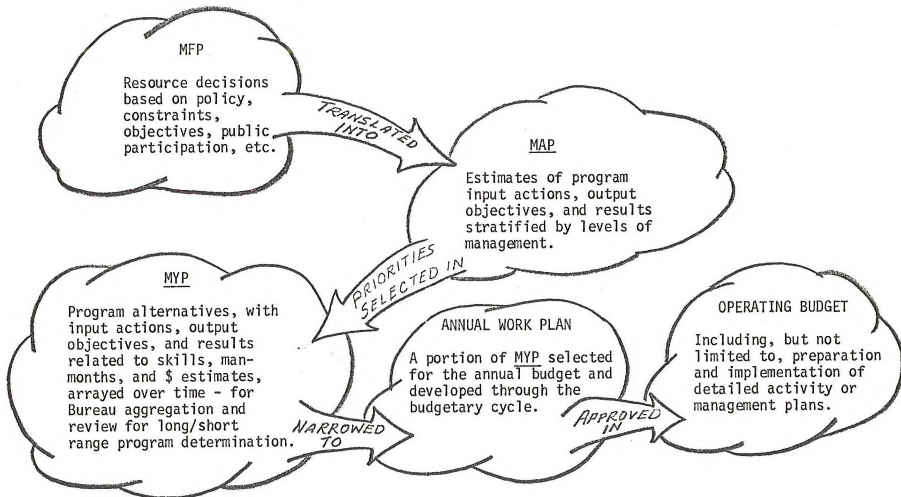 MFP
Resource decisions
based on policy,
constraints,
objectives, public
participation, etc.
TRANSLATED
INTO
MAP
Estimates of program
input actions, output
objectives, and results
stratified by levels of
management.
PRIORITIES
SELECTED IN
MYP
Program alternatives, with
input actions, output
objectives, and results
related to skills, man-
months, and $ estimates,
arrayed over time - for
Bureau aggregation and
review for long/short
range program determination.
NARROWED
TO
ANNUAL WORK PLAN
A portion of MYP selected
for the annual budget and
developed through the
budgetary cycle.
APPROVED
IN
OPERATING BUDGET
Including, but not
limited to, preparation
and implementation of
detailed activity or
management plans.